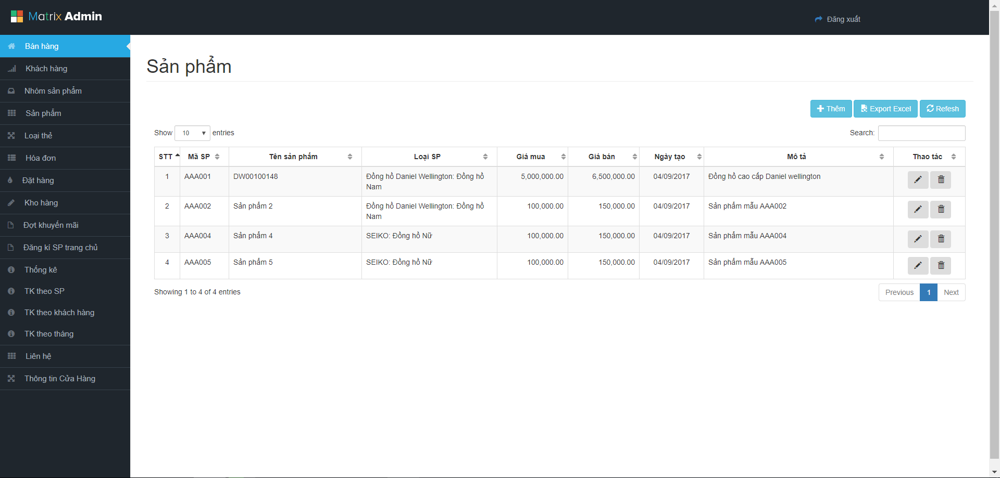 Matrix Admin
Đăng xuất
Bán hàng
Khách hàng
Nhóm sản phẩm
Sản phẩm
Loại thẻ
Hóa đơn
Đặt hàng
Kho hàng
Đợt khuyến mãi
Đăng kí SP trang chủ
Thống kê
TK theo SP
TK theo khách hàng
TK theo tháng
Liên hệ
Thông tin Cửa Hàng
Sản phẩm
Thêm Export Excel Refesh
Show 10 entries Search:
STT Mã SP Tên sản phẩm Loại SP Giá mua Giá bán Ngày tạo Mô tả Thao tác
1 AAA001 DW00100148 Đồng hồ Daniel Wellington: Đồng hồ 5,000,000.00 6,500,000.00 04/09/2017 Đồng hồ cao cấp Daniel wellington
Nam
2 AAA002 Sản phẩm 2 Đồng hồ Daniel Wellington: Đồng hồ 100,000.00 150,000.00 04/09/2017 Sản phẩm mẫu AAA002
Nam
3 AAA004 Sản phẩm 4 SEIKO: Đồng hồ Nữ 100,000.00 150,000.00 04/09/2017 Sản phẩm mẫu AAA004
4 AAA005 Sản phẩm 5 SEIKO: Đồng hồ Nữ 100,000.00 150,000.00 04/09/2017 Sản phẩm mẫu AAA005
Showing 1 to 4 of 4 entries Previous 1 Next